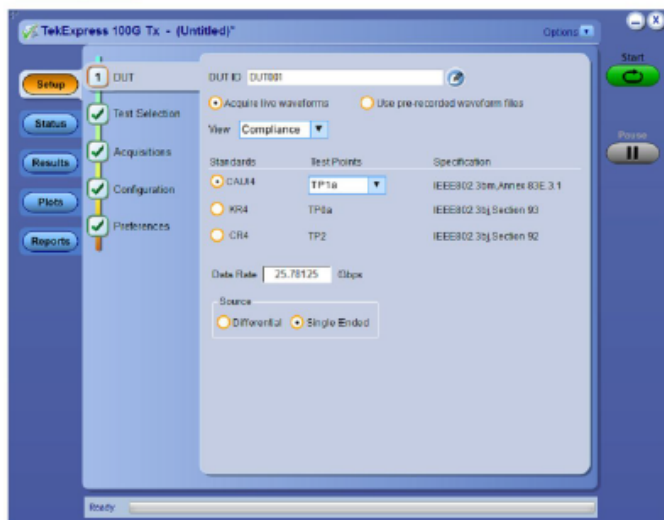 TekExpress 100G Tx - (Untitled)*
Options
Start
Pause
Setup
Status
Results
Plots
Reports
1
DUT
Test Selection
Acquisitions
Configuration
Preferences
DUT ID DUT001
Acquire live waveforms Use pre-recorded waveform files
View Compliance
Standards Test Points Specification
CAUI4 TP1a IEEE802.3bm,Annex 83E.3.1
KR4 TP0a IEEE802.3bj,Section 93
CR4 TP2 IEEE802.3bj,Section 92
Data Rate 25.78125 Gbps
Source
Differential Single Ended
Ready